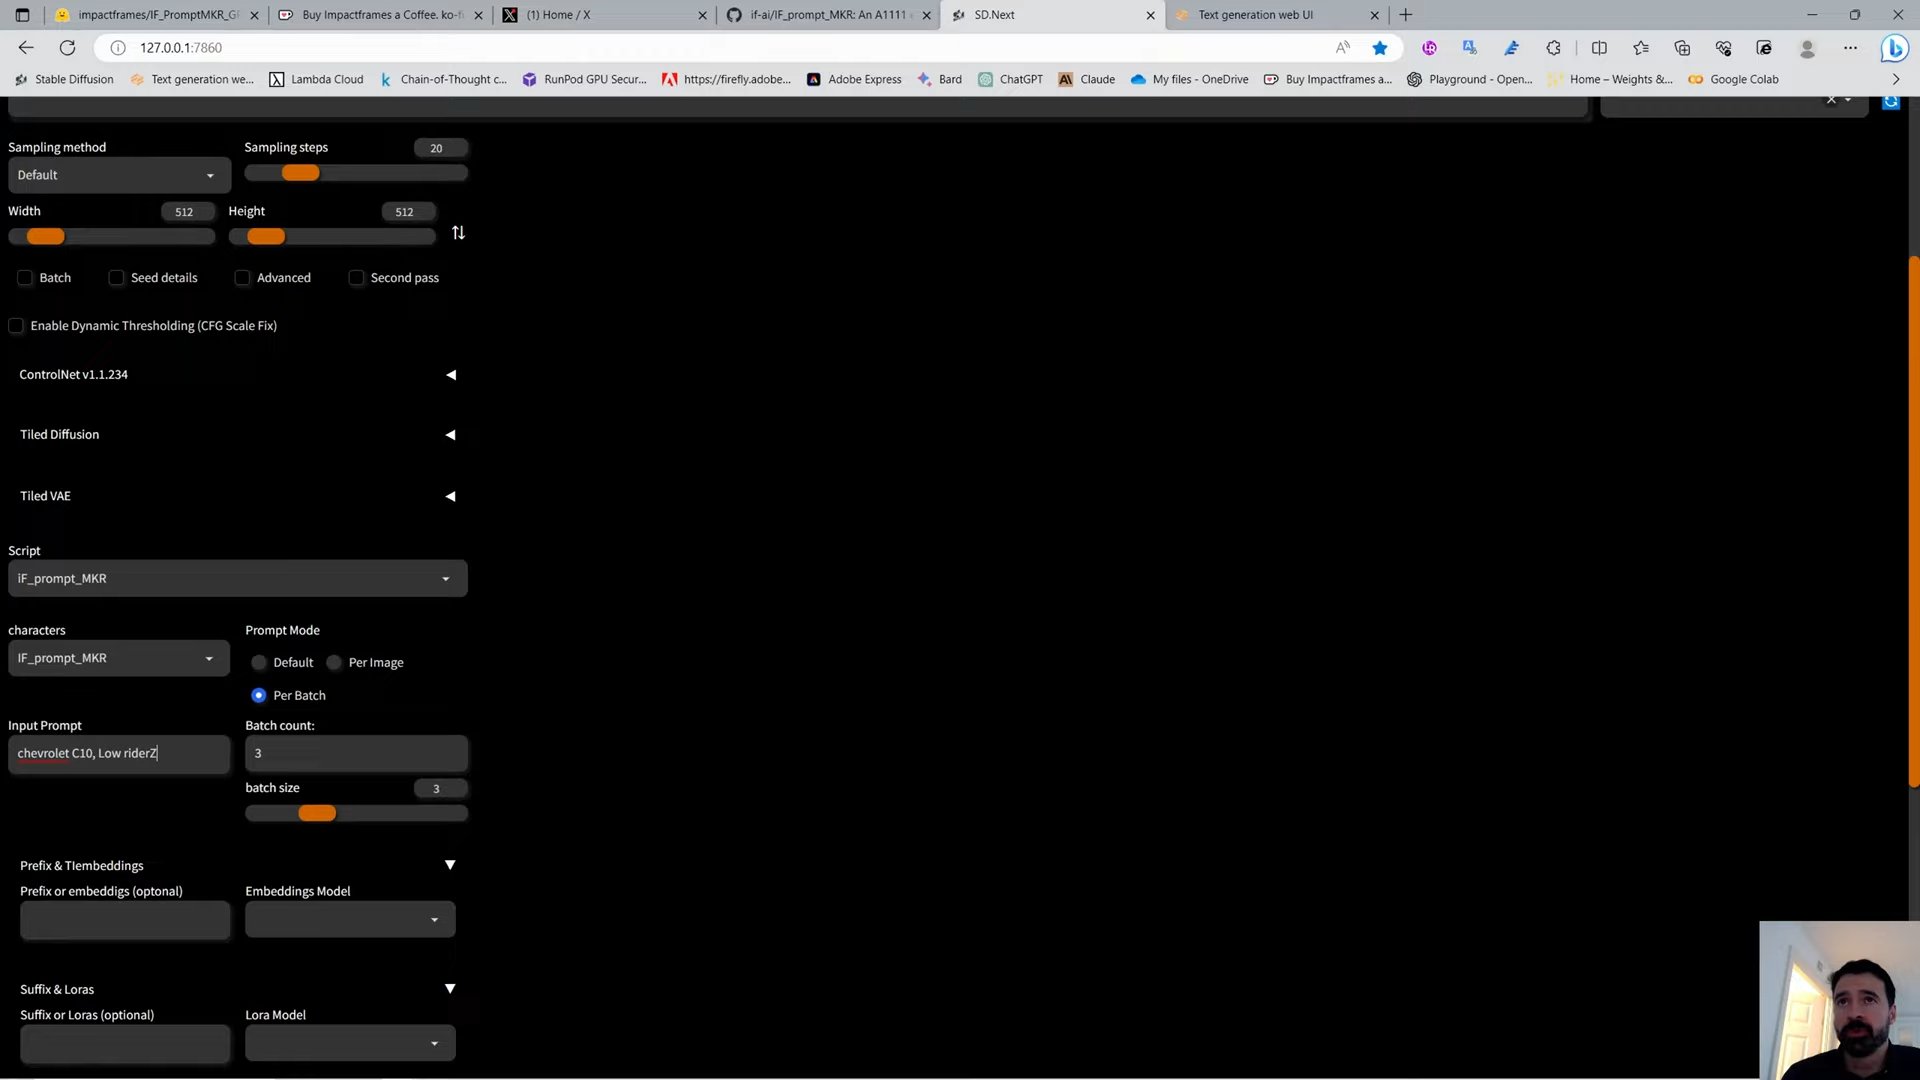 impactframes/IF_PromptMKR_G
Buy Impactframes a Coffee. ko-fi
(1) Home / X
if-ai/IF_prompt_MKR: An A1111 e
SD.Next
Text generation web UI
127.0.0.1:7860
Stable Diffusion
Text generation we...
Lambda Cloud
Chain-of-Thought c...
RunPod GPU Secur...
https://firefly.adobe...
Adobe Express
Bard
ChatGPT
Claude
My files - OneDrive
Buy Impactframes a...
Playground - Open...
Home – Weights &...
Google Colab
Sampling method
Sampling steps
20
Default
Width
512
Height
512
Batch
Seed details
Advanced
Second pass
Enable Dynamic Thresholding (CFG Scale Fix)
ControlNet v1.1.234
Tiled Diffusion
Tiled VAE
Script
iF_prompt_MKR
characters
Prompt Mode
IF_prompt_MKR
Default
Per Image
Per Batch
Input Prompt
Batch count:
chevrolet C10, Low riderZ
3
batch size
3
Prefix & TIembeddings
Prefix or embeddigs (optonal)
Embeddings Model
Suffix & Loras
Suffix or Loras (optional)
Lora Model